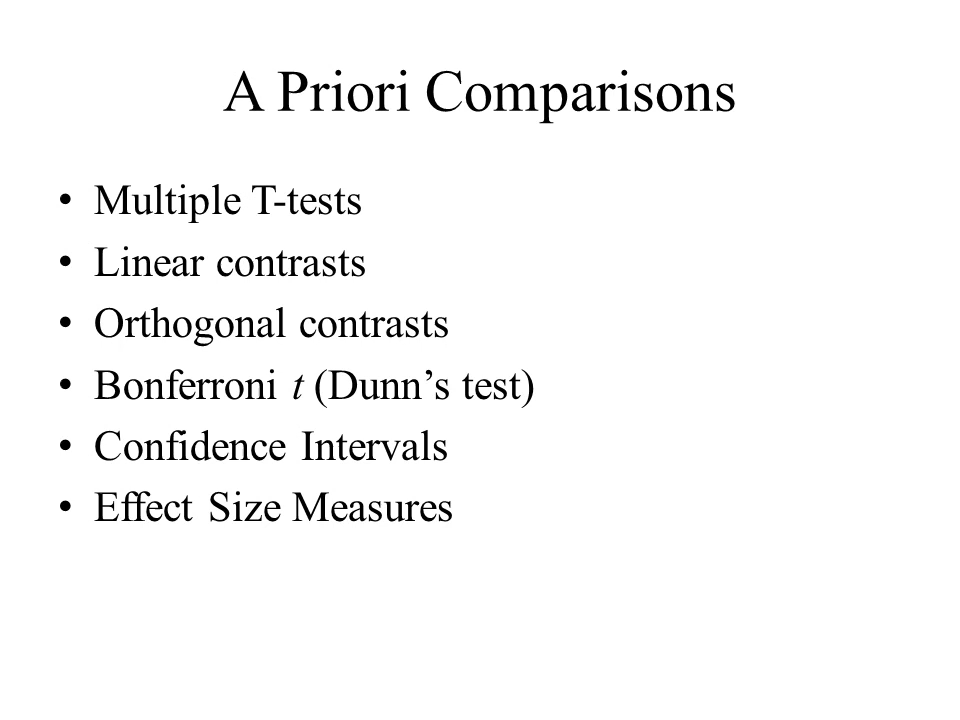 A Priori Comparisons
• Multiple T-tests
• Linear contrasts
• Orthogonal contrasts
• Bonferroni t (Dunn’s test)
• Confidence Intervals
• Effect Size Measures